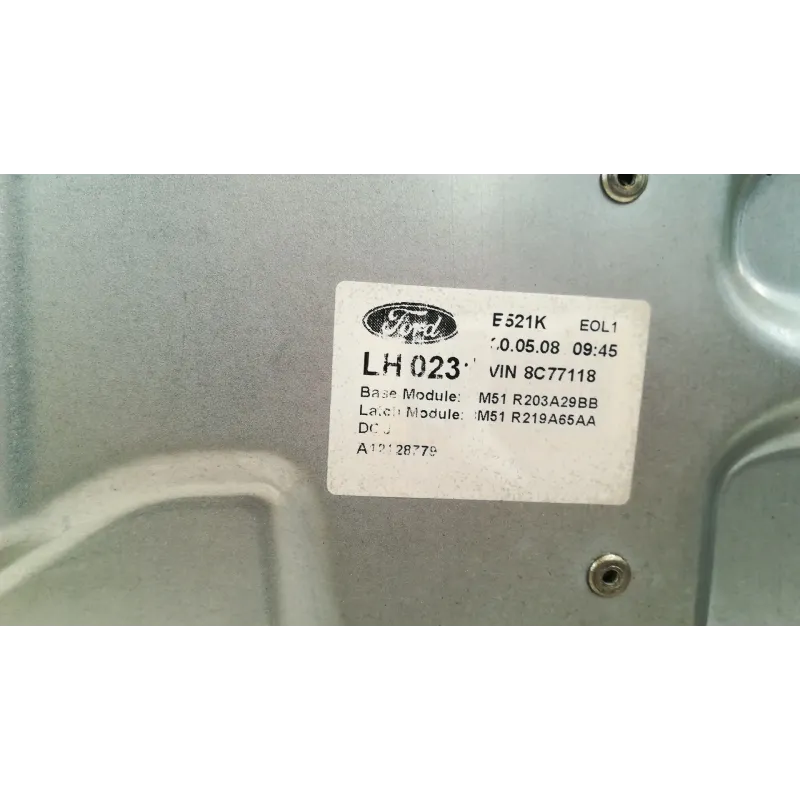 Ford
E521K EOL1
.0.05.08 09:45
LH 023 VIN 8C77118
Base Module: M51 R203A29BB
Latch Module: M51 R219A65AA
A12128779